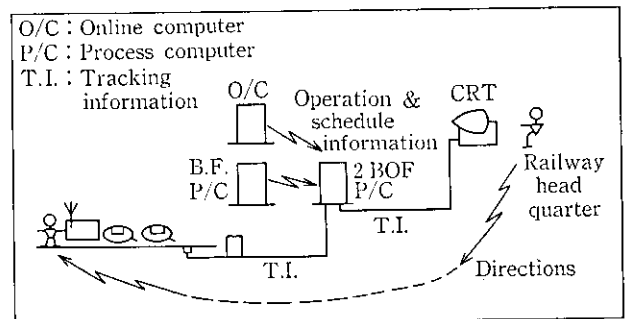 O/C : Online computer
P/C : Process computer
T.I. : Tracking
information
O/C
Operation &
schedule
information
CRT
B.F.
P/C
2 BOF
P/C
Railway
head
quarter
T.I.
T.I.
Directions